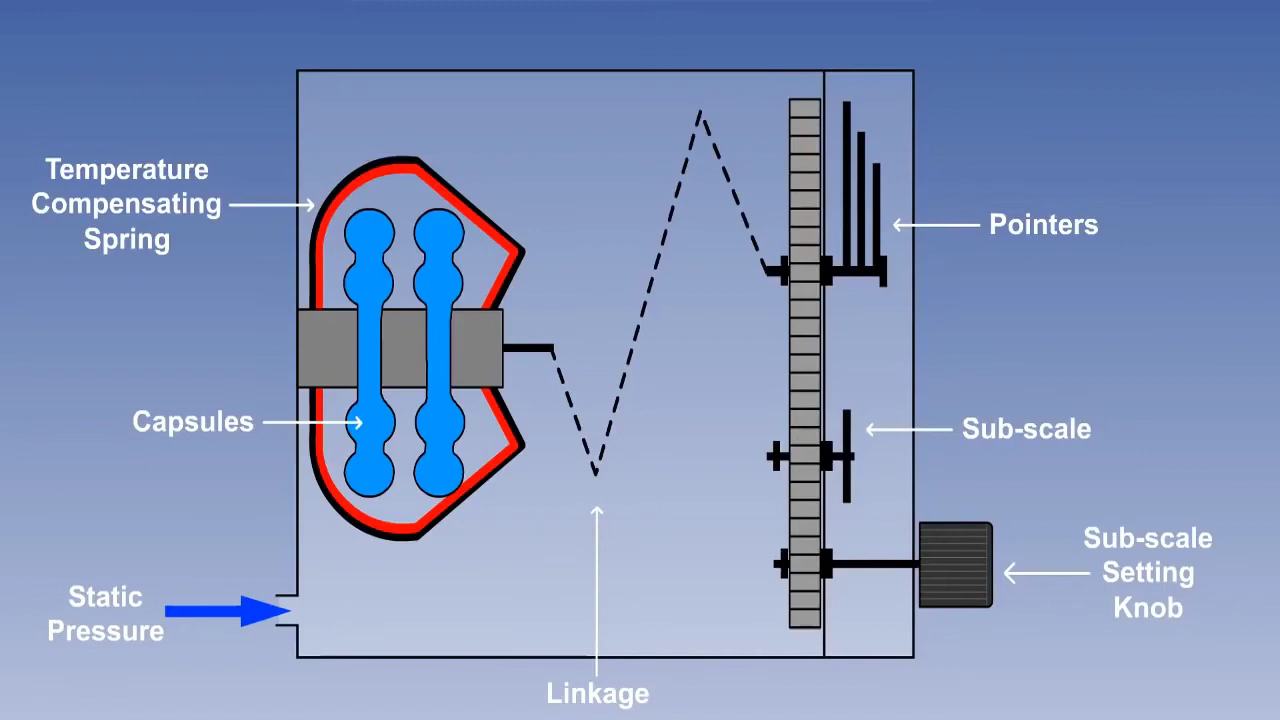 Temperature
Compensating
Spring
Pointers
Capsules
Sub-scale
Sub-scale
Setting
Knob
Static
Pressure
Linkage